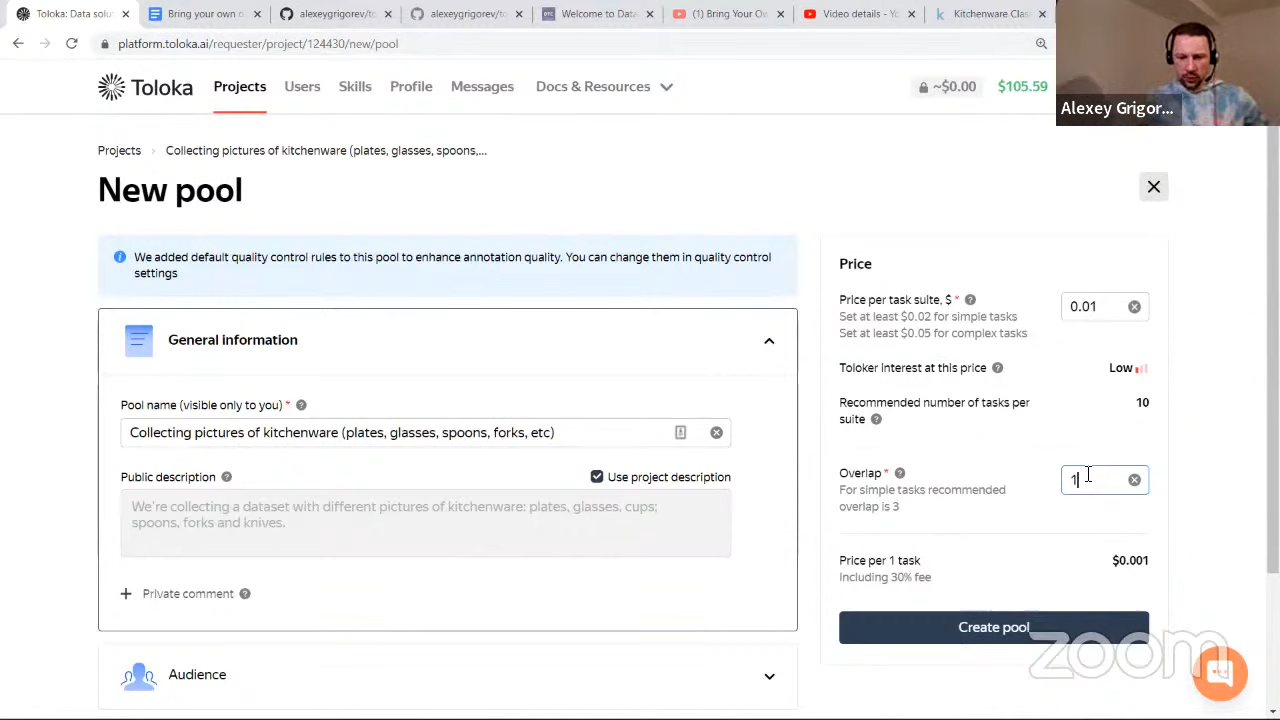 Toloka: Data solut
Bring your own c
alexeygrigorev/to
alexeygrigorev/to
Welcome to Data
(1) Bring Your Ow
Video details - Yo
Kitchenware Clas
platform.toloka.ai/requester/project/124430/new/pool
Toloka
Projects
Users
Skills
Profile
Messages
Docs & Resources
~$0.00
$105.59
Alexey Grigor...
Projects > Collecting pictures of kitchenware (plates, glasses, spoons,...
New pool
We added default quality control rules to this pool to enhance annotation quality. You can change them in quality control
settings
General information
Pool name (visible only to you) *
Collecting pictures of kitchenware (plates, glasses, spoons, forks, etc)
Public description
Use project description
We're collecting a dataset with different pictures of kitchenware: plates, glasses, cups;
spoons, forks and knives.
+ Private comment
Audience
Price
Price per task suite, $ *
Set at least $0.02 for simple tasks
Set at least $0.05 for complex tasks
0.01
Toloker interest at this price
Low
Recommended number of tasks per
suite
10
Overlap *
For simple tasks recommended
overlap is 3
1
Price per 1 task
Including 30% fee
$0.001
Create pool
zoom